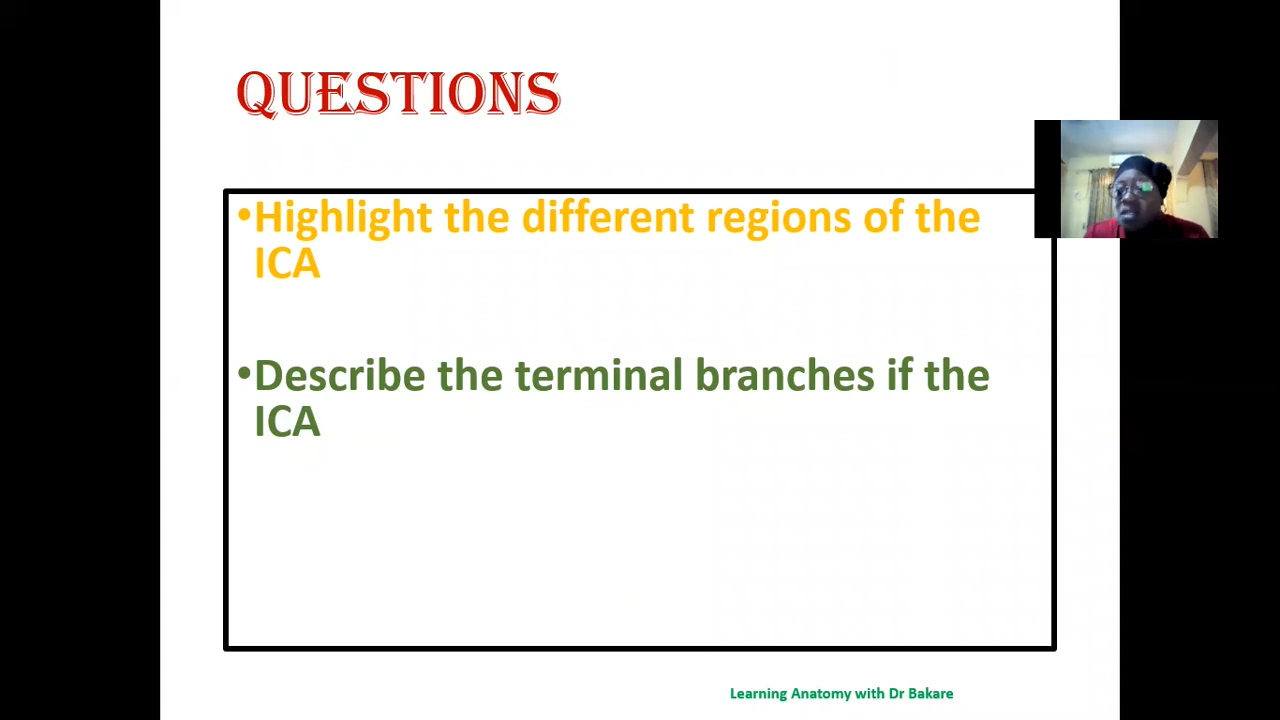 QUESTIONS
•Highlight the different regions of the
ICA
•Describe the terminal branches if the
ICA
Learning Anatomy with Dr Bakare